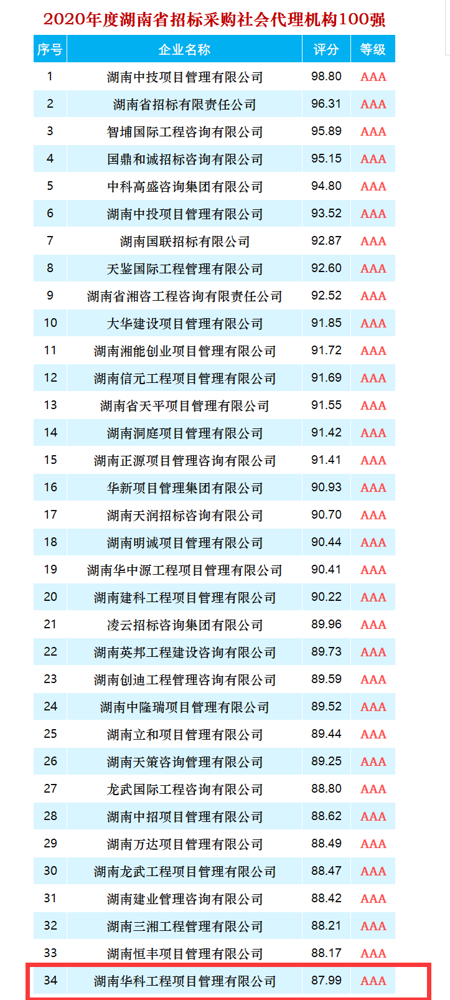 2020年度湖南省招标采购社会代理机构100强
序号 企业名称 评分 等级
1 湖南中技项目管理有限公司 98.80 AAA
2 湖南省招标有限责任公司 96.31 AAA
3 智埔国际工程咨询有限公司 95.89 AAA
4 国鼎和诚招标咨询有限公司 95.15 AAA
5 中科高盛咨询集团有限公司 94.80 AAA
6 湖南中投项目管理有限公司 93.52 AAA
7 湖南国联招标有限公司 92.87 AAA
8 天鉴国际工程管理有限公司 92.60 AAA
9 湖南省湘咨工程咨询有限责任公司 92.52 AAA
10 大华建设项目管理有限公司 91.85 AAA
11 湖南湘能创业项目管理有限公司 91.72 AAA
12 湖南信元工程项目管理有限公司 91.69 AAA
13 湖南省天平项目管理有限公司 91.55 AAA
14 湖南洞庭项目管理有限公司 91.42 AAA
15 湖南正源项目管理咨询有限公司 91.41 AAA
16 华新项目管理集团有限公司 90.93 AAA
17 湖南天润招标咨询有限公司 90.70 AAA
18 湖南明诚项目管理有限公司 90.44 AAA
19 湖南华中源工程项目管理有限公司 90.41 AAA
20 湖南建科工程项目管理有限公司 90.22 AAA
21 凌云招标咨询集团有限公司 89.96 AAA
22 湖南英邦工程建设咨询有限公司 89.73 AAA
23 湖南创迪工程管理咨询有限公司 89.59 AAA
24 湖南中隆瑞项目管理有限公司 89.52 AAA
25 湖南立和项目管理有限公司 89.44 AAA
26 湖南天策咨询管理有限公司 89.25 AAA
27 龙武国际工程咨询有限公司 88.80 AAA
28 湖南中招项目管理有限公司 88.62 AAA
29 湖南万达项目管理有限公司 88.49 AAA
30 湖南龙武工程项目管理有限公司 88.47 AAA
31 湖南建业管理咨询有限公司 88.42 AAA
32 湖南三湘工程管理有限公司 88.21 AAA
33 湖南恒丰项目管理有限公司 88.17 AAA
34 湖南华科工程项目管理有限公司 87.99 AAA